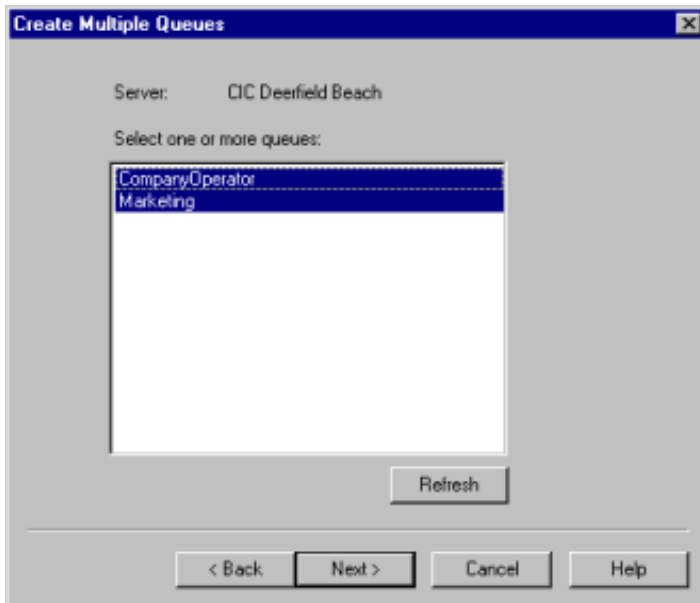 Create Multiple Queues
Server: CIC Deerfield Beach
Select one or more queues:
CompanyOperator
Marketing
Refresh
< Back Next > Cancel Help